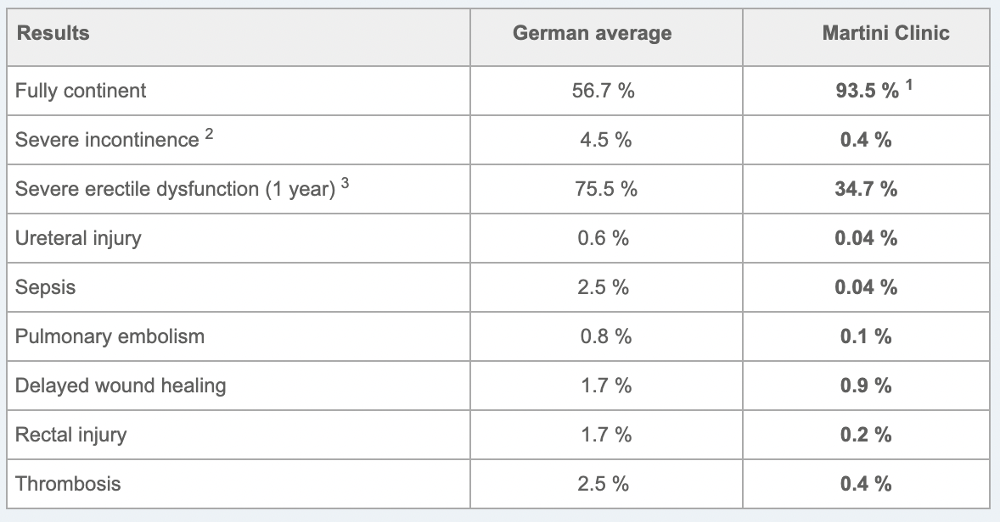 Results German average Martini Clinic
Fully continent 56.7 % 93.5 % 1
Severe incontinence 2 4.5 % 0.4 %
Severe erectile dysfunction (1 year) 3 75.5 % 34.7 %
Ureteral injury 0.6 % 0.04 %
Sepsis 2.5 % 0.04 %
Pulmonary embolism 0.8 % 0.1 %
Delayed wound healing 1.7 % 0.9 %
Rectal injury 1.7 % 0.2 %
Thrombosis 2.5 % 0.4 %